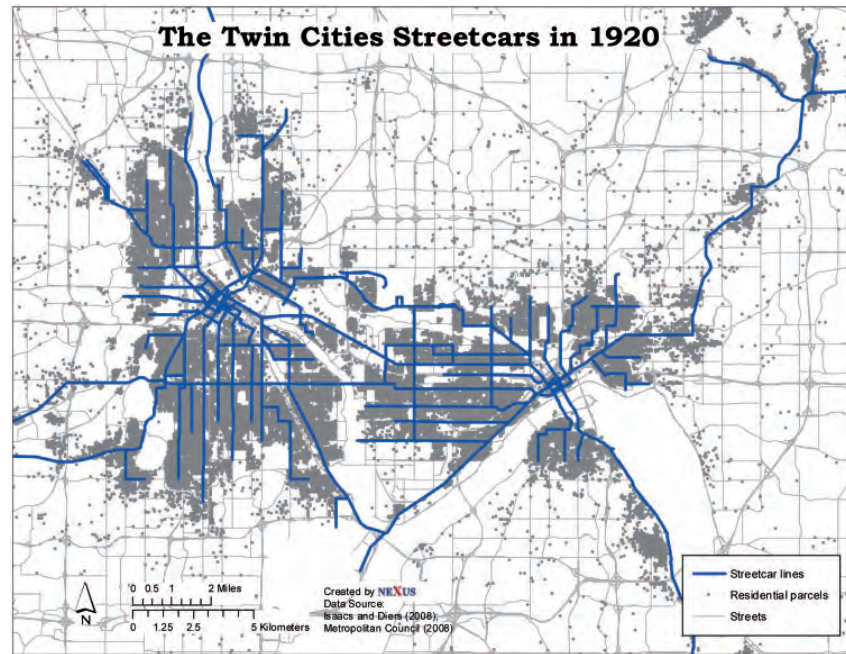 The Twin Cities Streetcars in 1920
0 0.5 1 2 Miles
0 1.25 2.5 5 Kilometers
N
Created by NEXUS
Data Source:
Isaacs and Diers (2008),
Metropolitan Council (2008)
Streetcar lines
Residential parcels
Streets